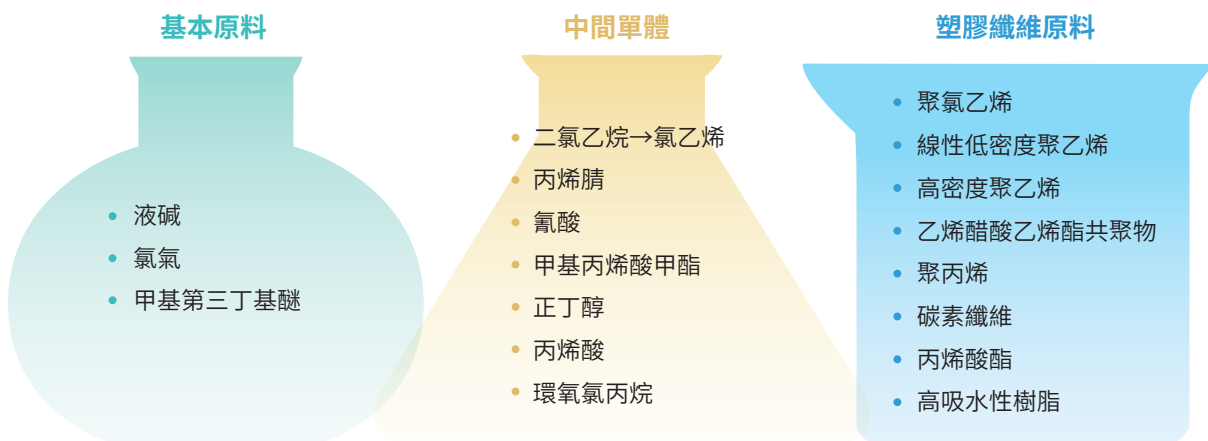 基本原料
液碱
氯氣
甲基第三丁基醚
中間單體
二氯乙烷→氯乙烯
丙烯腈
氰酸
甲基丙烯酸甲酯
正丁醇
丙烯酸
環氧氯丙烷
塑膠纖維原料
聚氯乙烯
線性低密度聚乙烯
高密度聚乙烯
乙烯醋酸乙烯酯共聚物
聚丙烯
碳素纖維
丙烯酸酯
高吸水性樹脂